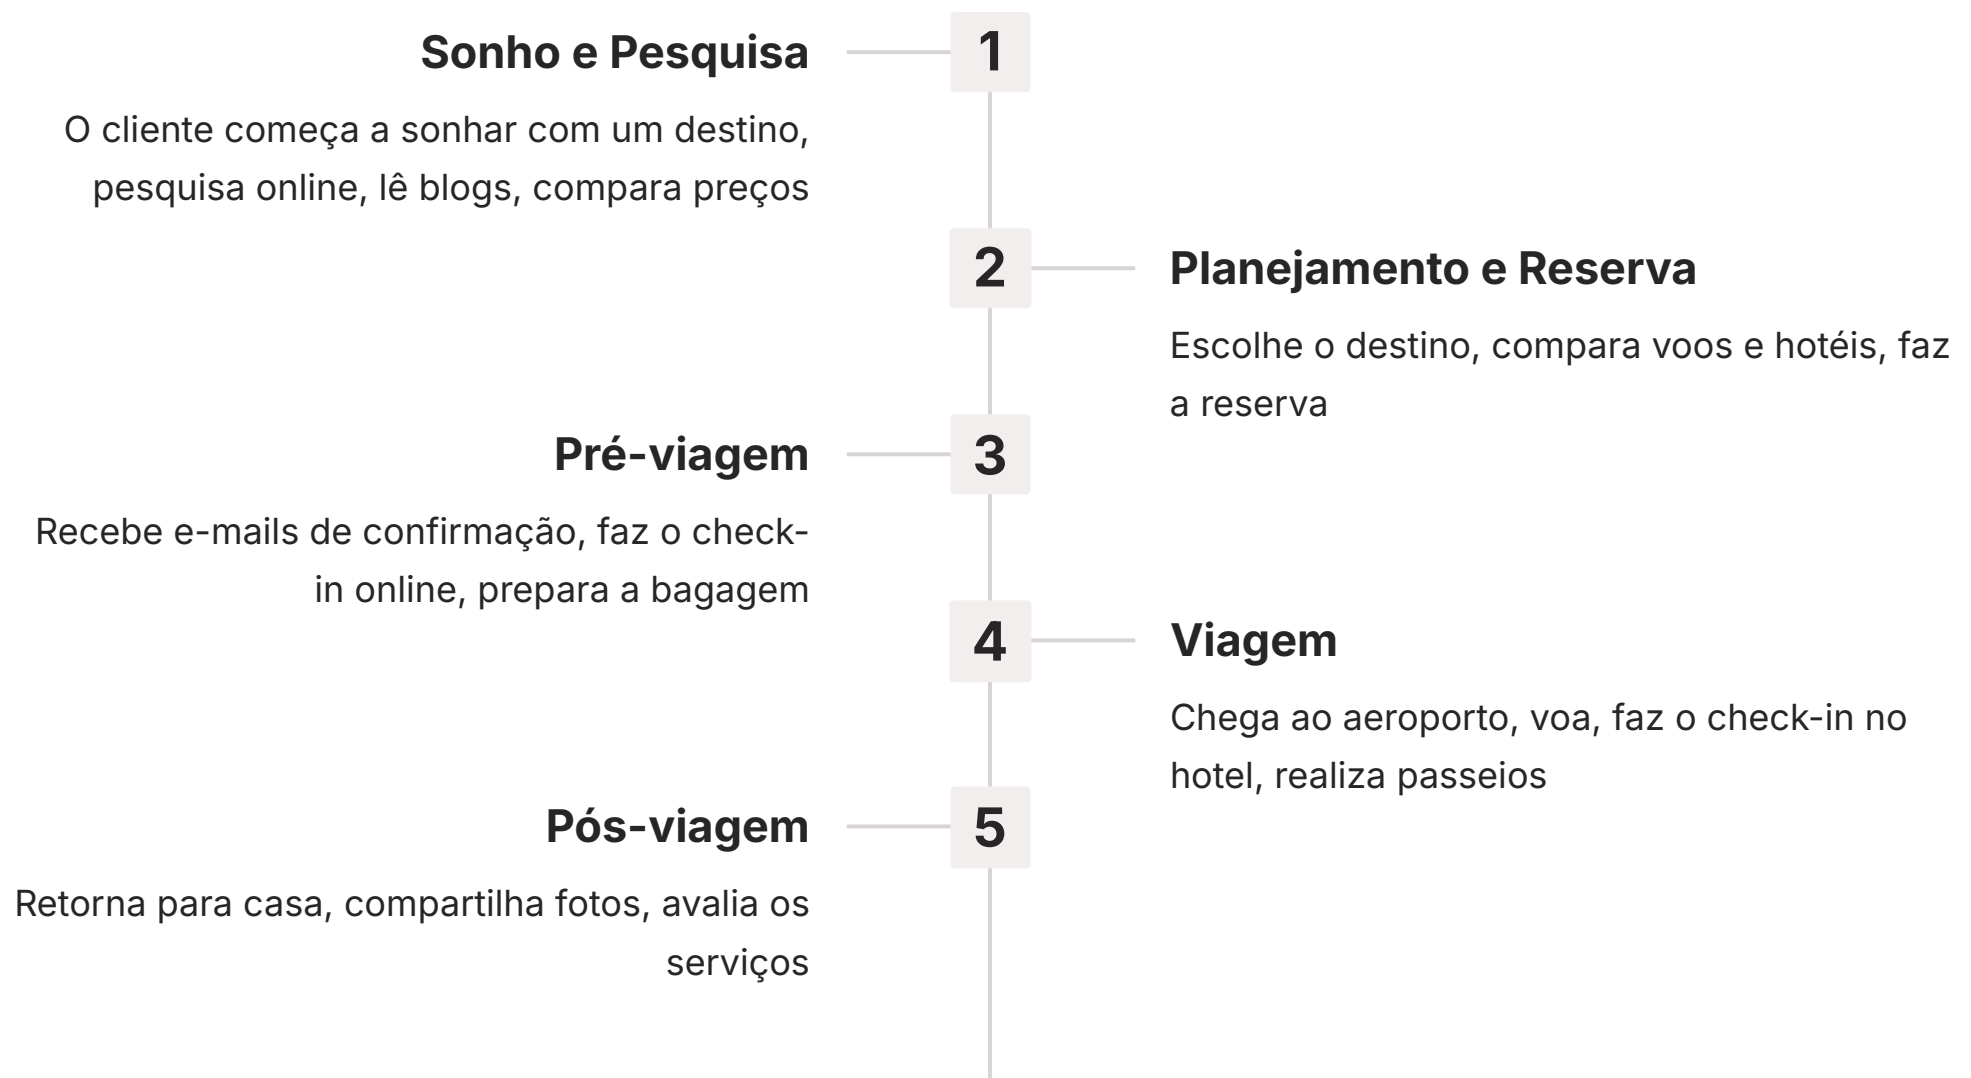 Sonho e Pesquisa
1
O cliente começa a sonhar com um destino,
pesquisa online, lê blogs, compara preços
2
Planejamento e Reserva
Escolhe o destino, compara voos e hotéis, faz
a reserva
Pré-viagem
3
Recebe e-mails de confirmação, faz o check-
in online, prepara a bagagem
4
Viagem
Chega ao aeroporto, voa, faz o check-in no
hotel, realiza passeios
Pós-viagem
5
Retorna para casa, compartilha fotos, avalia os
serviços